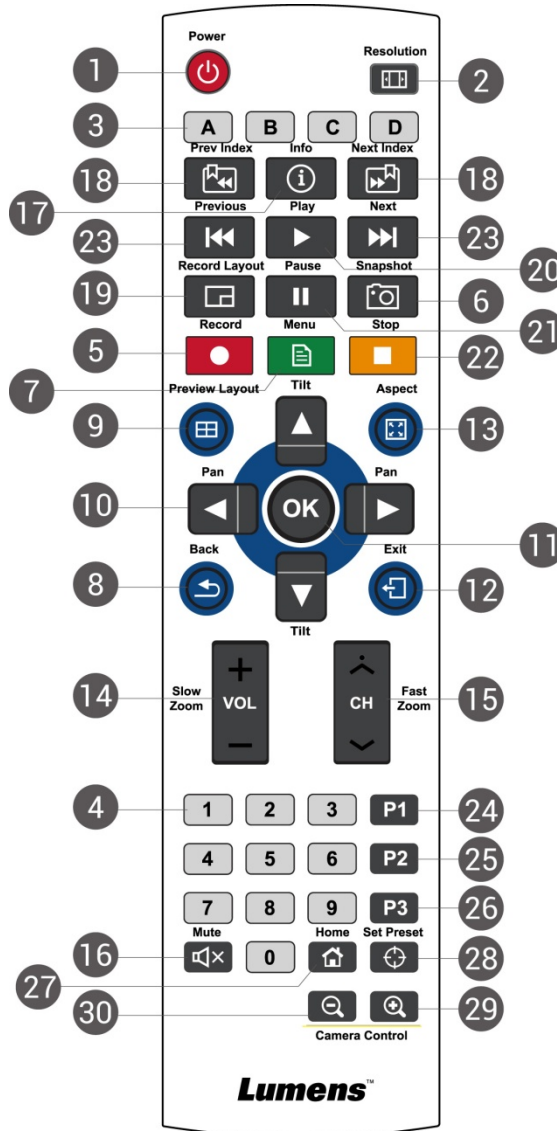 Power
Resolution
1
2
3
A B C D
Prev Index Info Next Index
18
18
17
Previous Play Next
23
23
20
Record Layout Pause Snapshot
19
6
21
Record Menu Stop
5
22
7
Preview Layout Tilt Aspect
9
13
Pan Pan
10
OK
11
Back Exit
8
12
Tilt
14
Slow
Zoom
+
VOL
−
CH
Fast
Zoom
15
4
1 2 3 P1
24
4 5 6 P2
25
7 8 9 P3
26
Mute Home Set Preset
16
0
28
27
30
29
Camera Control
Lumens™